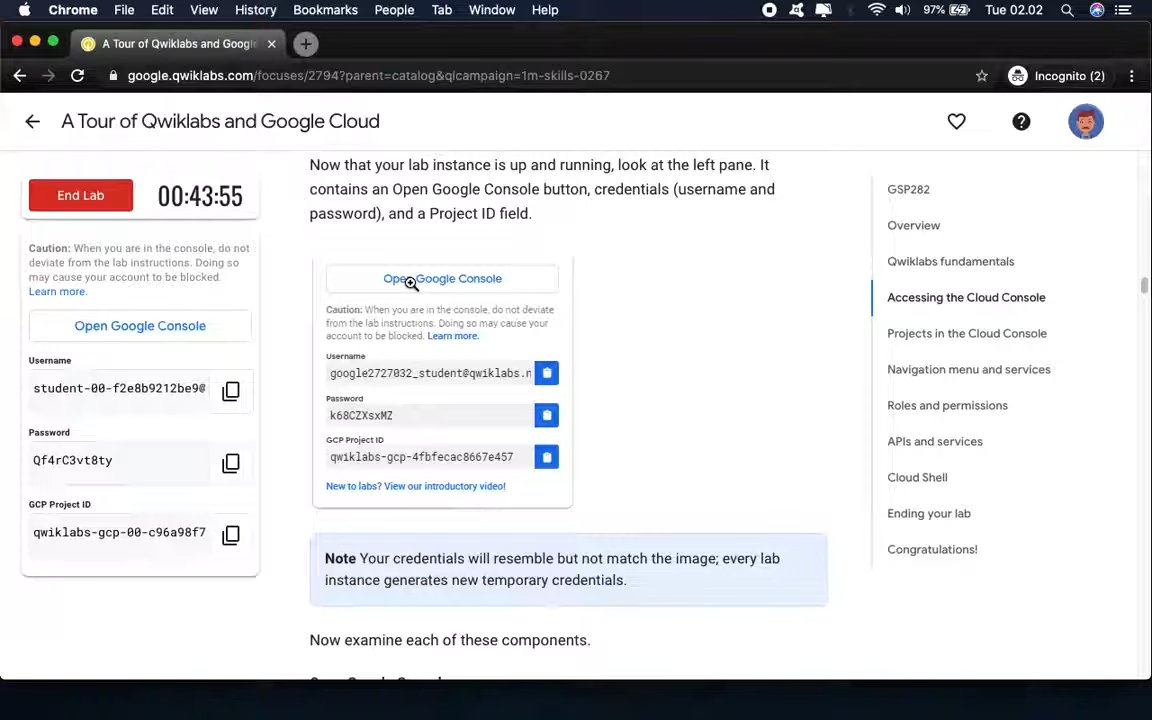 Chrome File Edit View History Bookmarks People Tab Window Help 97% Tue 02.02
A Tour of Qwiklabs and Googl
google.qwiklabs.com/focuses/2794?parent=catalog&qlcampaign=1m-skills-0267 Incognito (2)
A Tour of Qwiklabs and Google Cloud
End Lab 00:43:55
Caution: When you are in the console, do not
deviate from the lab instructions. Doing so
may cause your account to be blocked.
Learn more.
Open Google Console
Username
student-00-f2e8b9212be9@
Password
Qf4rC3vt8ty
GCP Project ID
qwiklabs-gcp-00-c96a98f7
Now that your lab instance is up and running, look at the left pane. It
contains an Open Google Console button, credentials (username and
password), and a Project ID field.
Open Google Console
Caution: When you are in the console, do not
deviate from the lab instructions. Doing so may cause your
account to be blocked. Learn more.
Username
google2727032_student@qwiklabs.n
Password
k68CZXsxMZ
GCP Project ID
qwiklabs-gcp-4fbfecac8667e457
New to labs? View our introductory video!
Note Your credentials will resemble but not match the image; every lab
instance generates new temporary credentials.
Now examine each of these components.
GSP282
Overview
Qwiklabs fundamentals
Accessing the Cloud Console
Projects in the Cloud Console
Navigation menu and services
Roles and permissions
APIs and services
Cloud Shell
Ending your lab
Congratulations!